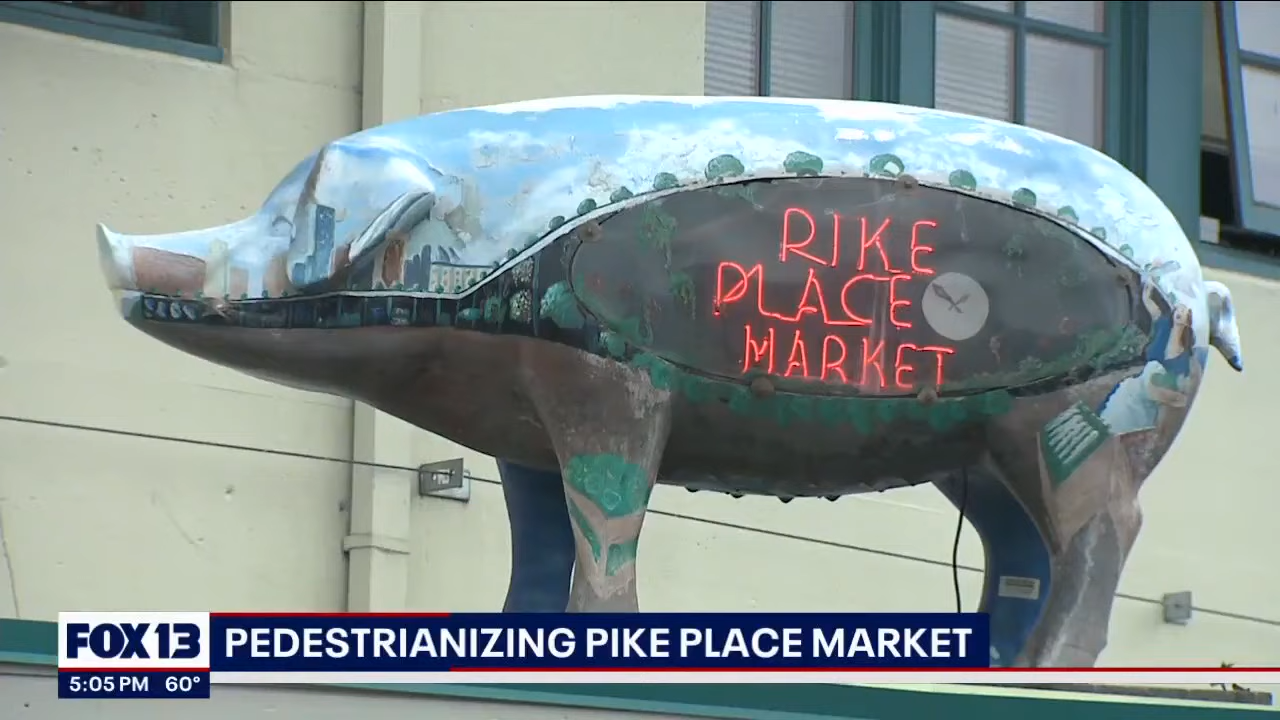 RIKE
PLACE
MARKET
FOX 13
PEDESTRIANIZING PIKE PLACE MARKET
5:05 PM 60°